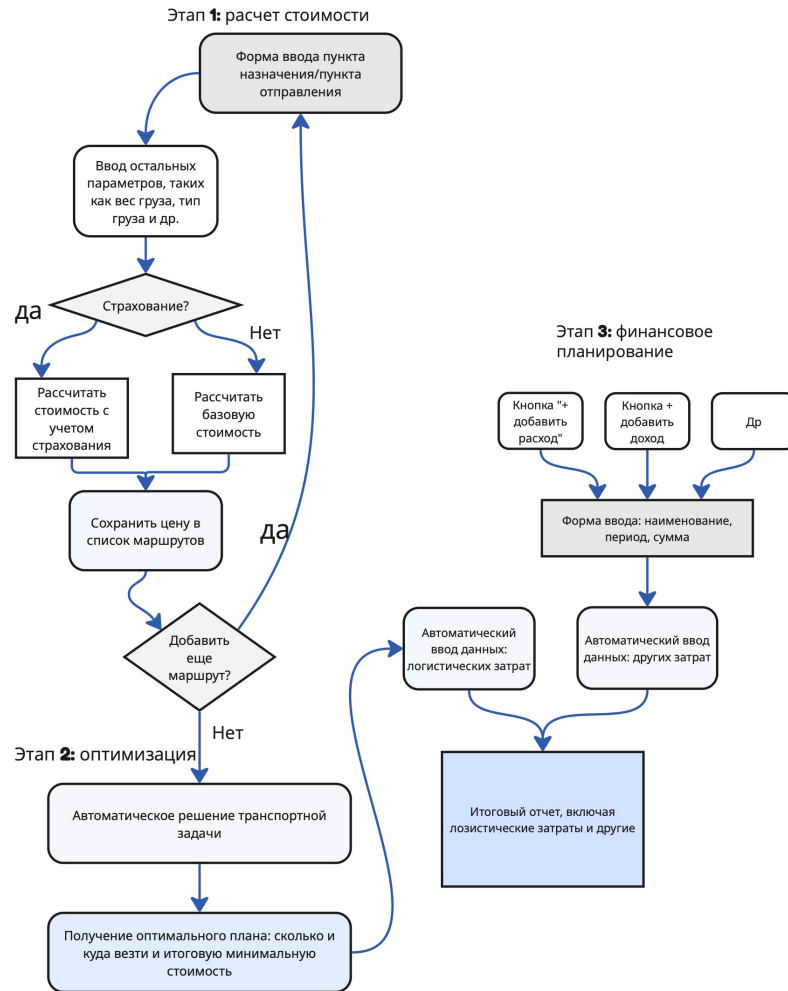 Этап 1: расчет стоимости
Форма ввода пункта
назначения/пункта
отправления
Ввод остальных
параметров, таких
как вес груза, тип
груза и др.
Страхование?
да
Нет
Рассчитать
стоимость с
учетом
страхования
Рассчитать
базовую
стоимость
Сохранить цену в
список маршрутов
да
Добавить
еще
маршрут?
Нет
Этап 2: оптимизация
Автоматическое решение транспортной
задачи
Получение оптимального плана: сколько и
куда везти и итоговую минимальную
стоимость
Этап 3: финансовое
планирование
Кнопка "+
добавить
расход"
Кнопка +
добавить
доход
Др
Форма ввода: наименование,
период, сумма
Автоматический
ввод данных:
логистических затрат
Автоматический ввод
данных: других затрат
Итоговый отчет, включая
лозистические затраты и другие